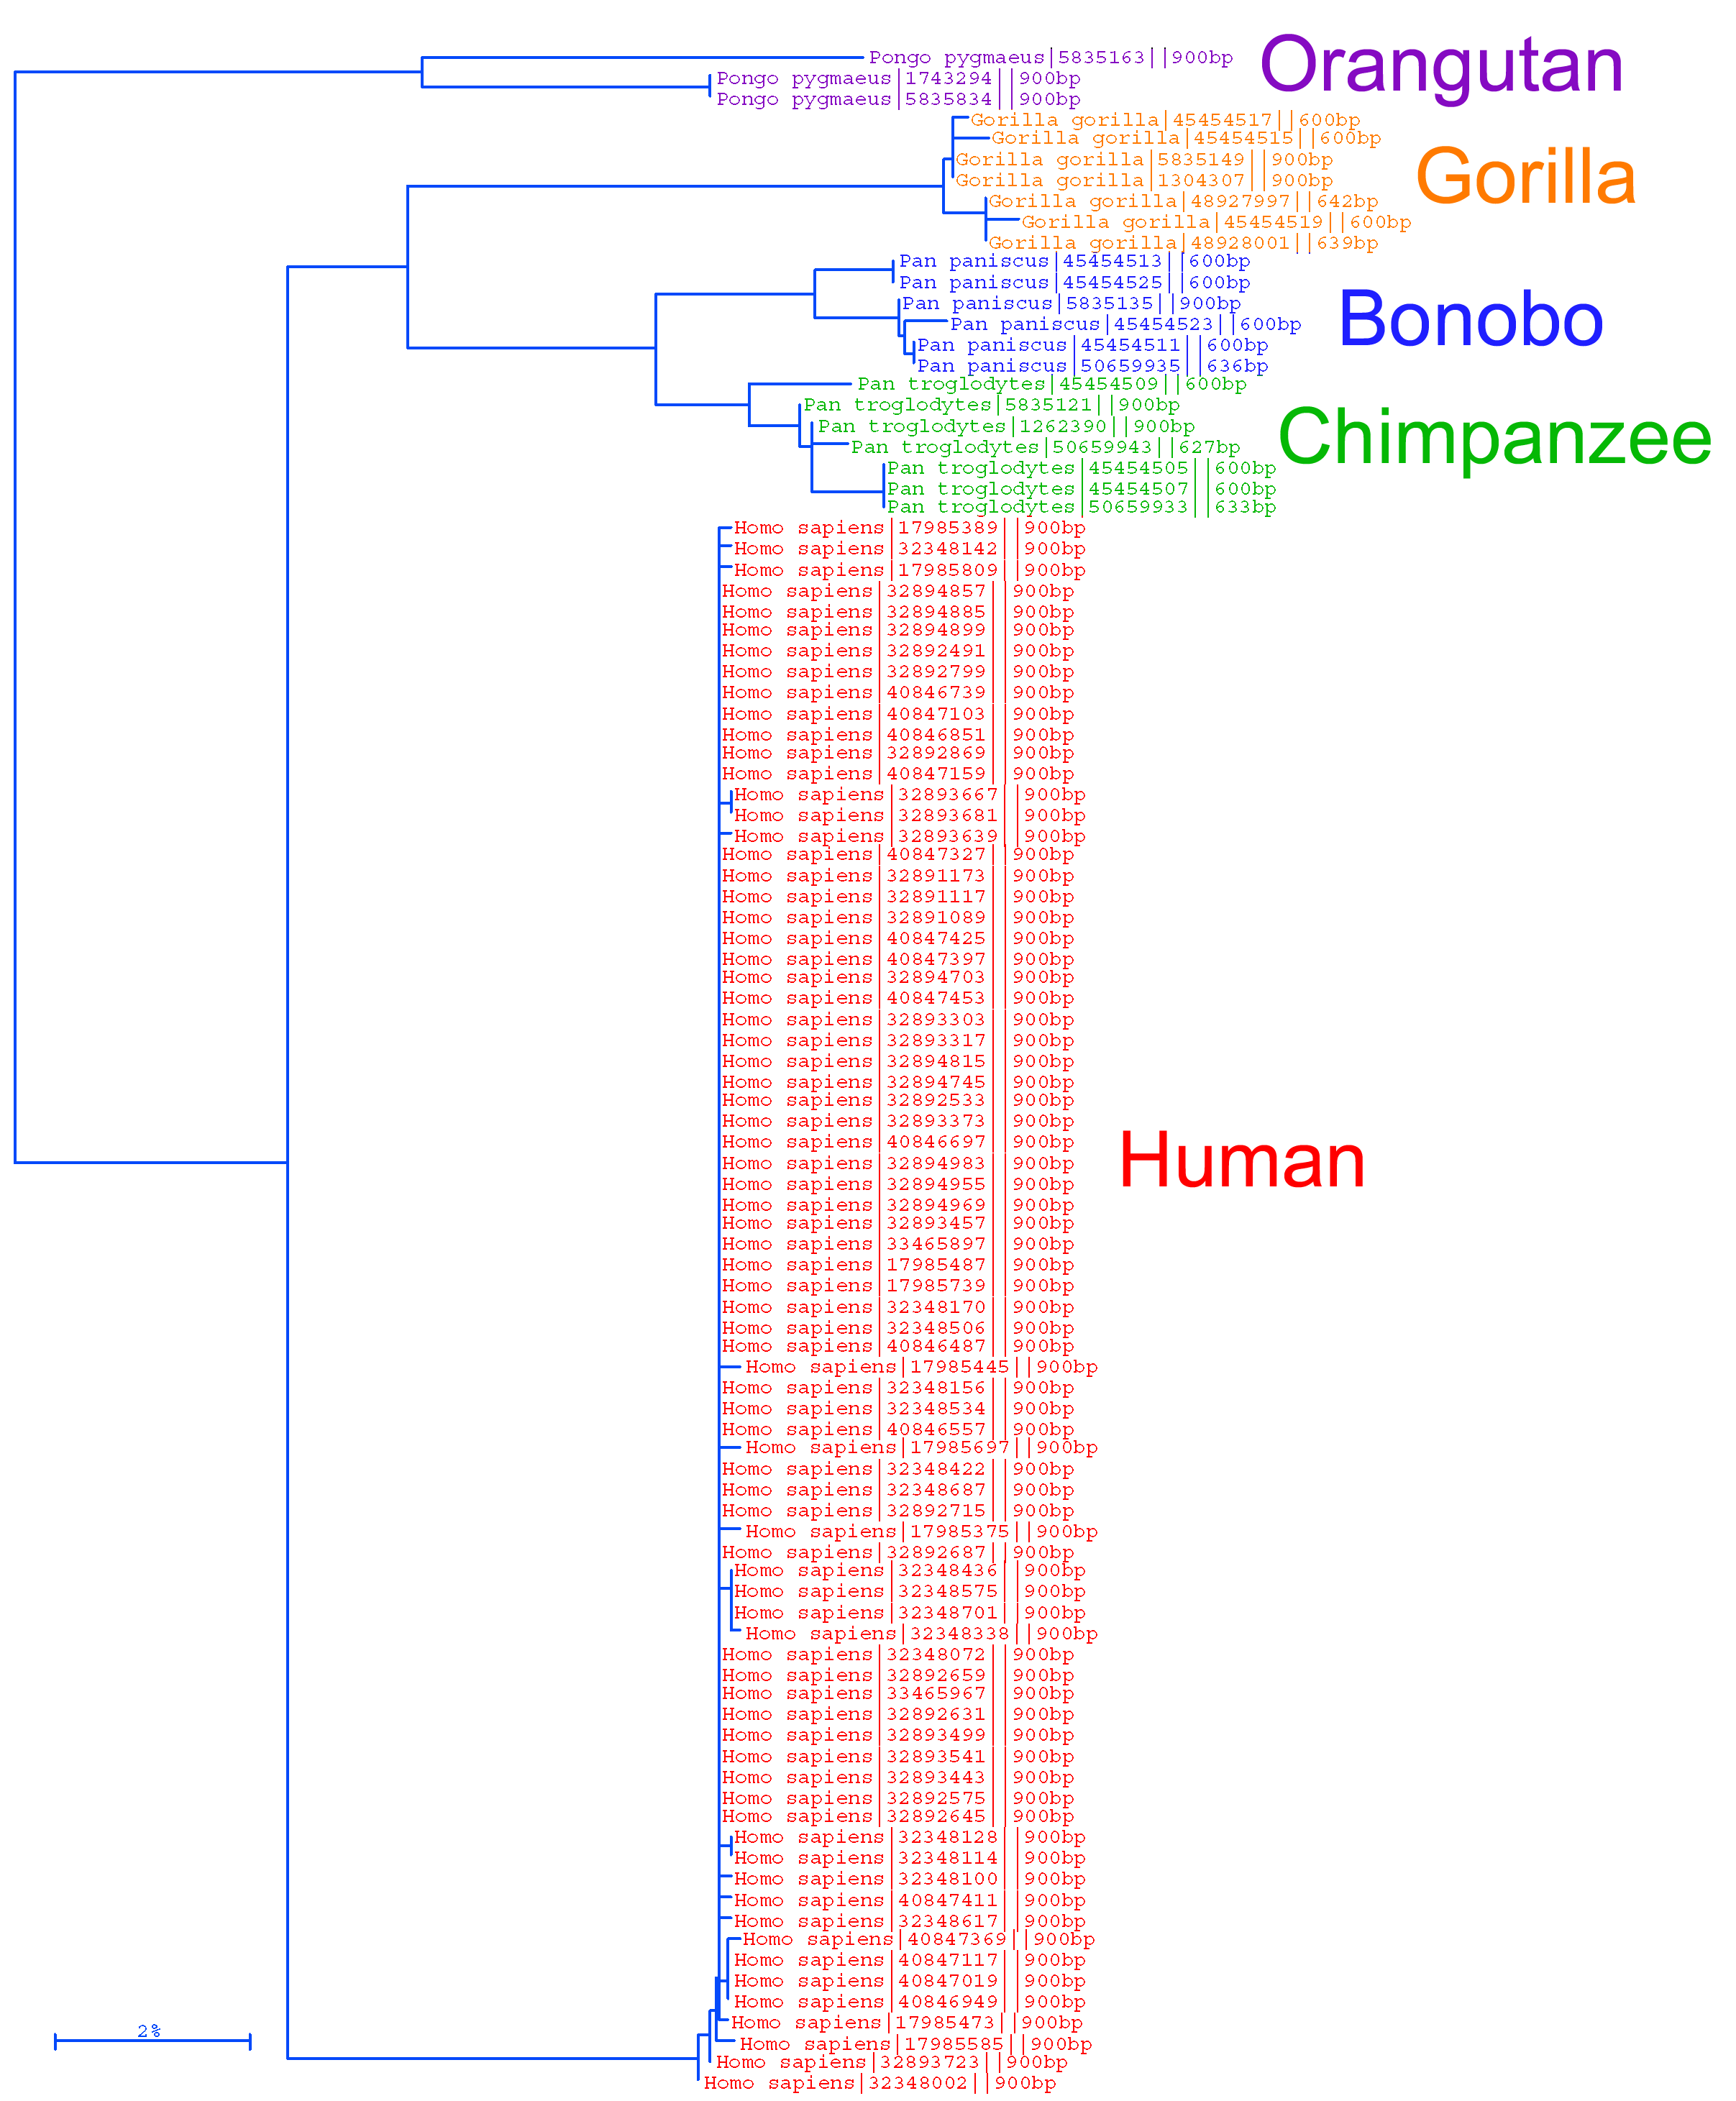 Pongo pygmaeus|5835163||900bp
Orangutan
Pongo pygmaeus|1743294||900bp
Pongo pygmaeus|5835834||900bp
Gorilla gorilla|45454517||600bp
Gorilla gorilla|45454515||600bp
Gorilla gorilla|5835149||900bp
Gorilla
Gorilla gorilla|1304307||900bp
Gorilla gorilla|48927997||642bp
Gorilla gorilla|45454519||600bp
Gorilla gorilla|48928001||639bp
Pan paniscus|45454513||600bp
Pan paniscus|45454525||600bp
Pan paniscus|5835135||900bp
Bonobo
Pan paniscus|45454523||600bp
Pan paniscus|45454511||600bp
Pan paniscus|50659935||636bp
Pan troglodytes|45454509||600bp
Pan troglodytes|5835121||900bp
Pan troglodytes|1262390||900bp
Chimpanzee
Pan troglodytes|50659943||627bp
Pan troglodytes|45454505||600bp
Pan troglodytes|45454507||600bp
Pan troglodytes|50659933||633bp
Homo sapiens|17985389||900bp
Homo sapiens|32348142||900bp
Homo sapiens|17985809||900bp
Homo sapiens|32894857||900bp
Homo sapiens|32894885||900bp
Homo sapiens|32894899||900bp
Homo sapiens|32892491||900bp
Homo sapiens|32892799||900bp
Homo sapiens|40846739||900bp
Homo sapiens|40847103||900bp
Homo sapiens|40846851||900bp
Homo sapiens|32892869||900bp
Homo sapiens|40847159||900bp
Homo sapiens|32893667||900bp
Homo sapiens|32893681||900bp
Homo sapiens|32893639||900bp
Homo sapiens|40847327||900bp
Homo sapiens|32891173||900bp
Homo sapiens|32891117||900bp
Homo sapiens|32891089||900bp
Homo sapiens|40847425||900bp
Homo sapiens|40847397||900bp
Homo sapiens|32894703||900bp
Homo sapiens|40847453||900bp
Homo sapiens|32893303||900bp
Homo sapiens|32893317||900bp
Homo sapiens|32894815||900bp
Homo sapiens|32894745||900bp
Homo sapiens|32892533||900bp
Homo sapiens|32893373||900bp
Homo sapiens|40846697||900bp
Homo sapiens|32894983||900bp
Human
Homo sapiens|32894955||900bp
Homo sapiens|32894969||900bp
Homo sapiens|32893457||900bp
Homo sapiens|33465897||900bp
Homo sapiens|17985487||900bp
Homo sapiens|17985739||900bp
Homo sapiens|32348170||900bp
Homo sapiens|32348506||900bp
Homo sapiens|40846487||900bp
Homo sapiens|17985445||900bp
Homo sapiens|32348156||900bp
Homo sapiens|32348534||900bp
Homo sapiens|40846557||900bp
Homo sapiens|17985697||900bp
Homo sapiens|32348422||900bp
Homo sapiens|32348687||900bp
Homo sapiens|32892715||900bp
Homo sapiens|17985375||900bp
Homo sapiens|32892687||900bp
Homo sapiens|32348436||900bp
Homo sapiens|32348575||900bp
Homo sapiens|32348701||900bp
Homo sapiens|32348338||900bp
Homo sapiens|32348072||900bp
Homo sapiens|32892659||900bp
Homo sapiens|33465967||900bp
Homo sapiens|32892631||900bp
Homo sapiens|32893499||900bp
Homo sapiens|32893541||900bp
Homo sapiens|32893443||900bp
Homo sapiens|32892575||900bp
Homo sapiens|32892645||900bp
Homo sapiens|32348128||900bp
Homo sapiens|32348114||900bp
Homo sapiens|32348100||900bp
Homo sapiens|40847411||900bp
Homo sapiens|32348617||900bp
Homo sapiens|40847369||900bp
Homo sapiens|40847117||900bp
Homo sapiens|40847019||900bp
Homo sapiens|40846949||900bp
Homo sapiens|17985473||900bp
2%
Homo sapiens|17985585||900bp
Homo sapiens|32893723||900bp
Homo sapiens|32348002||900bp